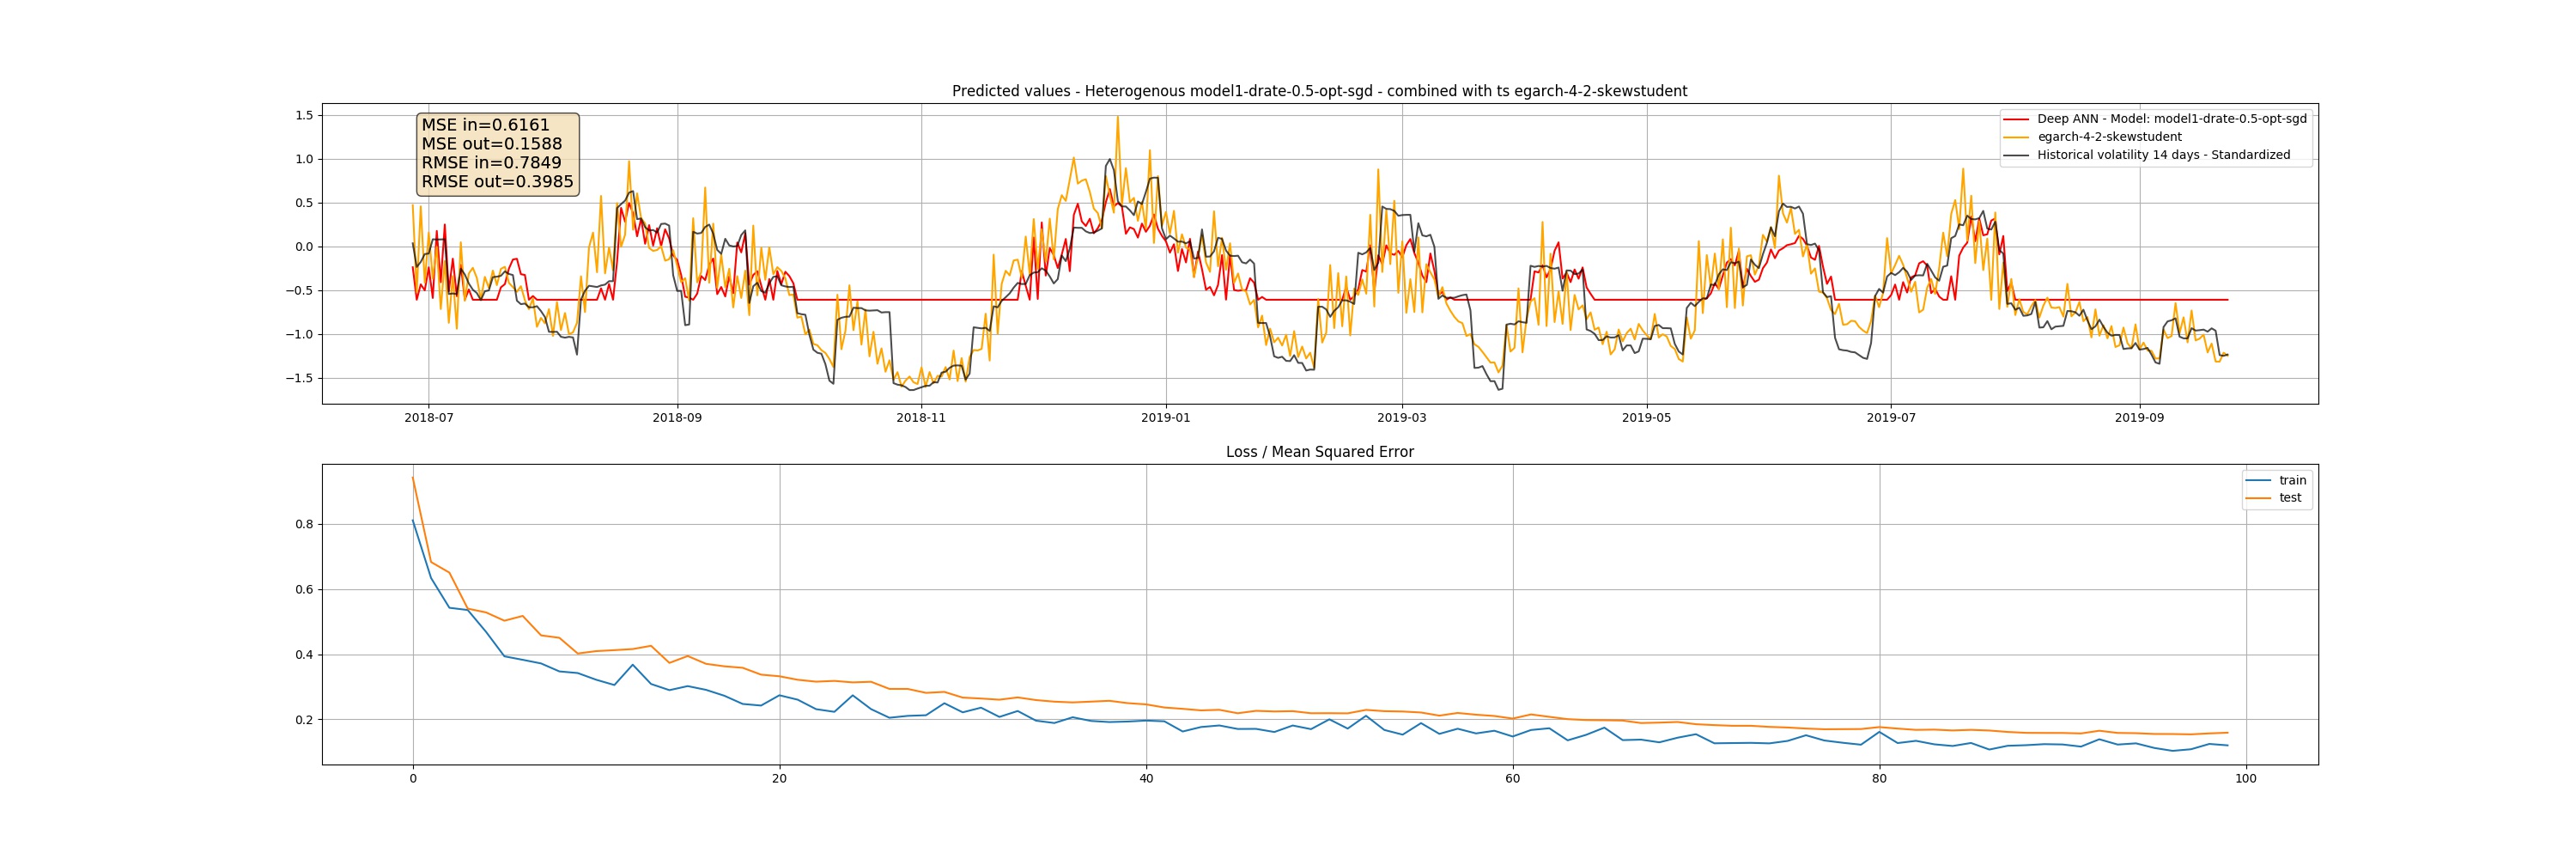 Predicted values - Heterogenous model1-drate-0.5-opt-sgd - combined with ts egarch-4-2-skewstudent
MSE in=0.6161
MSE out=0.1588
RMSE in=0.7849
RMSE out=0.3985
Deep ANN - Model: model1-drate-0.5-opt-sgd
egarch-4-2-skewstudent
Historical volatility 14 days - Standardized
1.5
1.0
0.5
0.0
−0.5
−1.0
−1.5
2018-07 2018-09 2018-11 2019-01 2019-03 2019-05 2019-07 2019-09
Loss / Mean Squared Error
train
test
0.8
0.6
0.4
0.2
0 20 40 60 80 100